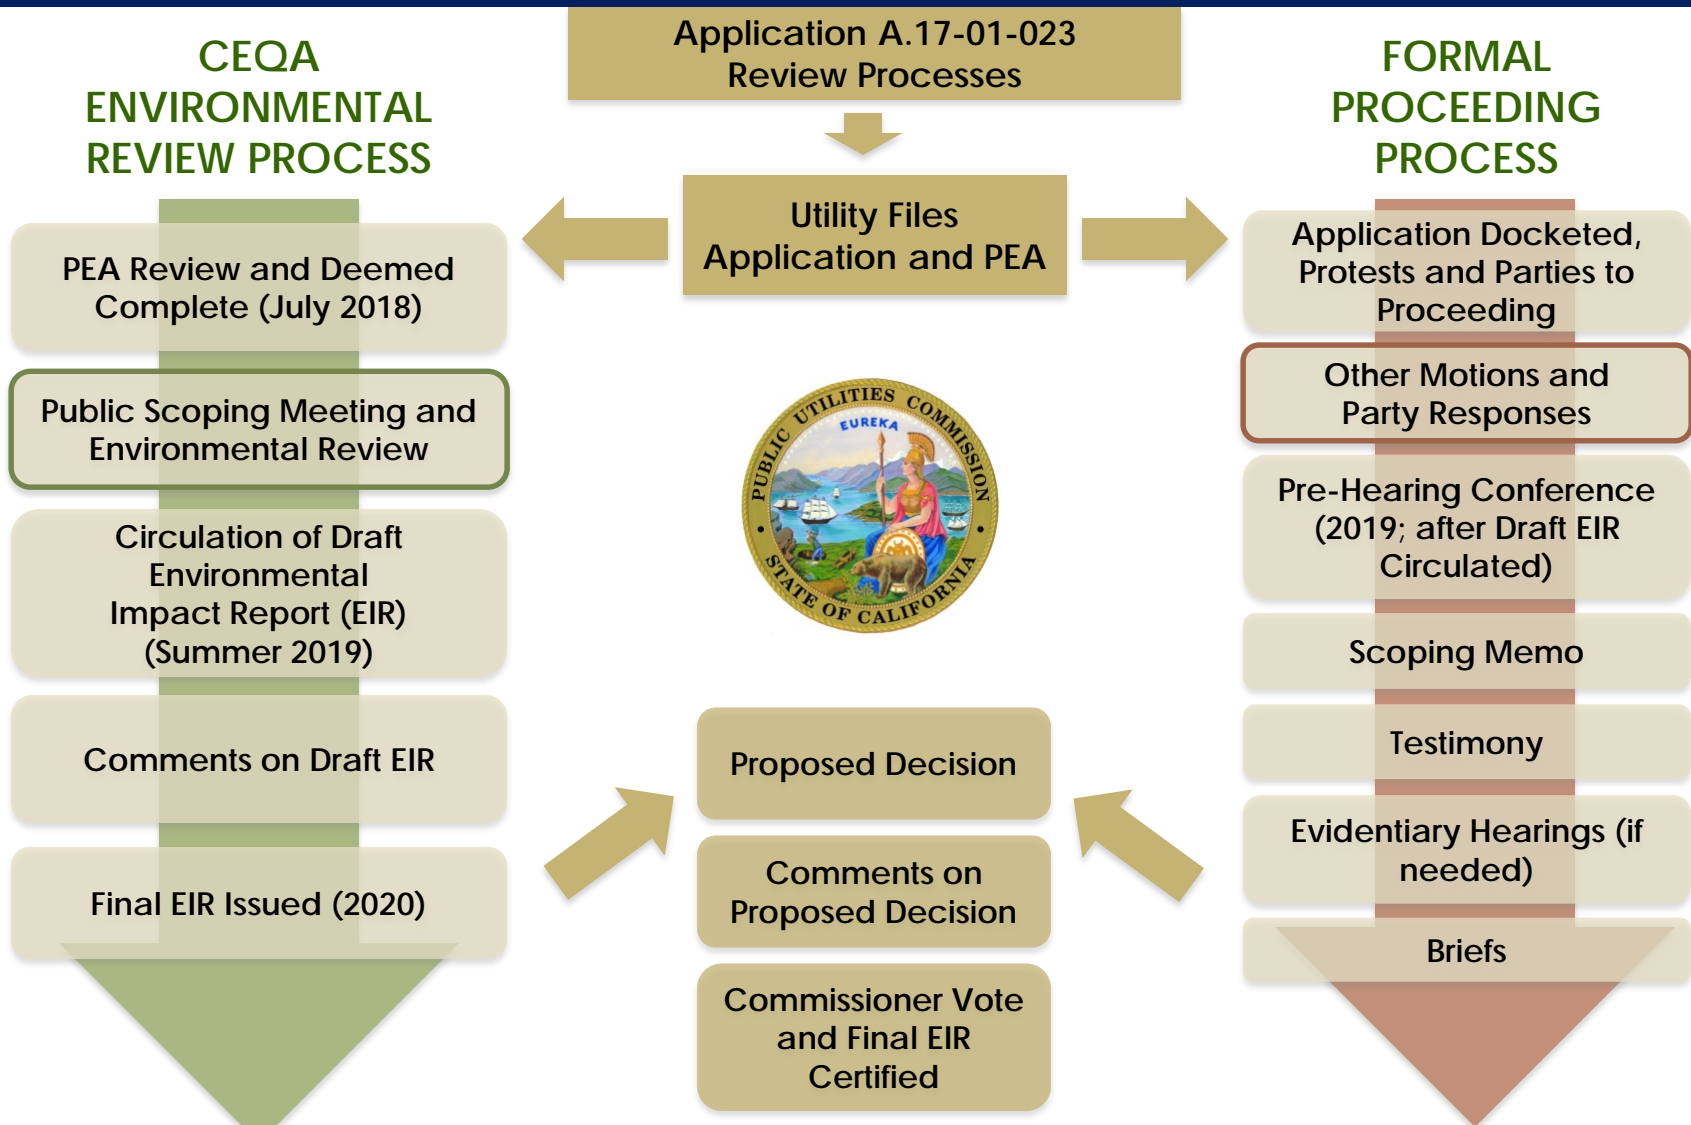 Application A.17-01-023
Review Processes
CEQA
ENVIRONMENTAL
REVIEW PROCESS
FORMAL
PROCEEDING
PROCESS
Utility Files
Application and PEA
PEA Review and Deemed
Complete (July 2018)
Public Scoping Meeting and
Environmental Review
Circulation of Draft
Environmental
Impact Report (EIR)
(Summer 2019)
Comments on Draft EIR
Final EIR Issued (2020)
PUBLIC UTILITIES COMMISSION
EUREKA
STATE OF CALIFORNIA
Proposed Decision
Comments on
Proposed Decision
Commissioner Vote
and Final EIR
Certified
Application Docketed,
Protests and Parties to
Proceeding
Other Motions and
Party Responses
Pre-Hearing Conference
(2019; after Draft EIR
Circulated)
Scoping Memo
Testimony
Evidentiary Hearings (if
needed)
Briefs